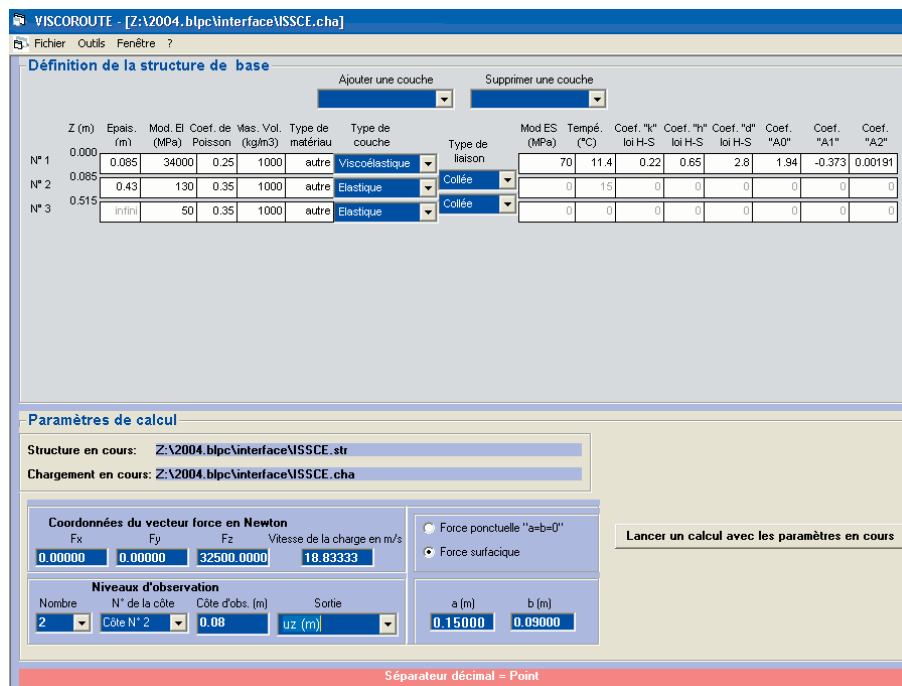 VISCOROUTE - [Z:\2004.blpc\interface\ISSCE.cha]
Fichier Outils Fenêtre ?
Définition de la structure de base
Ajouter une couche Supprimer une couche
Z (m) Epais. (m) Mod. El (MPa) Coef. de Poisson Mas. Vol. (kg/m3) Type de matériau Type de couche Type de liaison Mod ES (MPa) Tempé. (°C) Coef. "k" loi H-S Coef. "h" loi H-S Coef. "d" loi H-S Coef. "A0" Coef. "A1" Coef. "A2"
0.000
N° 1 0.085 34000 0.25 1000 autre Viscoélastique 70 11.4 0.22 0.65 2.8 1.94 -0.373 0.00191
0.085 Collée
N° 2 0.43 130 0.35 1000 autre Elastique 0 15 0 0 0 0 0 0
0.515 Collée
N° 3 infini 50 0.35 1000 autre Elastique 0 0 0 0 0 0 0 0
Paramètres de calcul
Structure en cours: Z:\2004.blpc\interface\ISSCE.str
Chargement en cours: Z:\2004.blpc\interface\ISSCE.cha
Coordonnées du vecteur force en Newton
Fx Fy Fz Vitesse de la charge en m/s
0.00000 0.00000 32500.0000 18.83333
Force ponctuelle "a=b=0"
Force surfacique
Lancer un calcul avec les paramètres en cours
Niveaux d'observation
Nombre N° de la côte Côte d'obs. (m) Sortie
2 Côte N° 2 0.08 uz (m)
a (m) b (m)
0.15000 0.09000
Séparateur décimal = Point